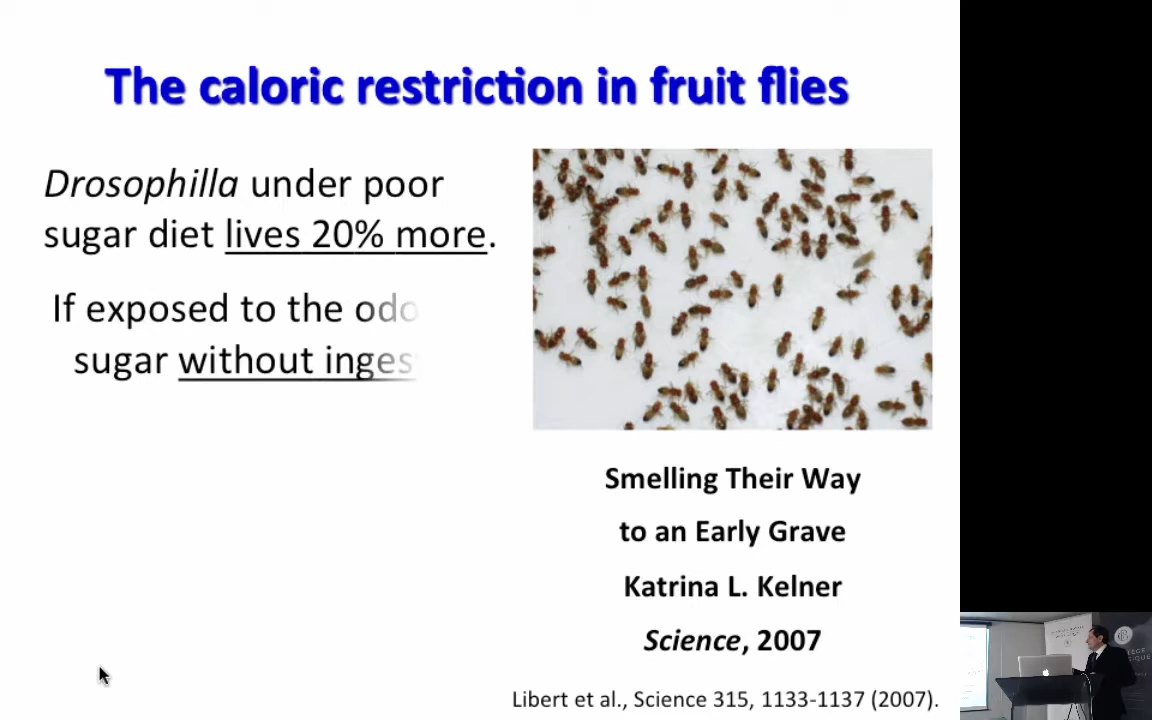 The caloric restriction in fruit flies
Drosophilla under poor
sugar diet lives 20% more.
If exposed to the
sugar without
Smelling Their Way
to an Early Grave
Katrina L. Kelner
Science, 2007
Libert et al., Science 315, 1133-1137 (2007).